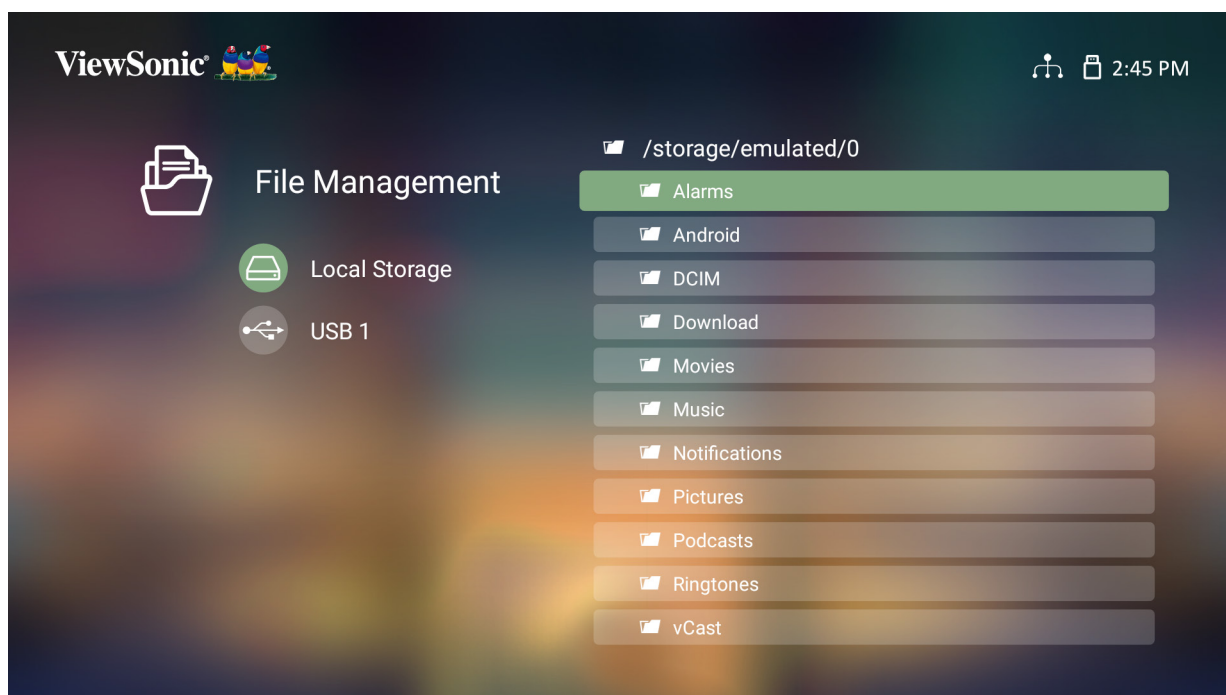 ViewSonic®
2:45 PM
File Management
Local Storage
USB 1
/storage/emulated/0
Alarms
Android
DCIM
Download
Movies
Music
Notifications
Pictures
Podcasts
Ringtones
vCast